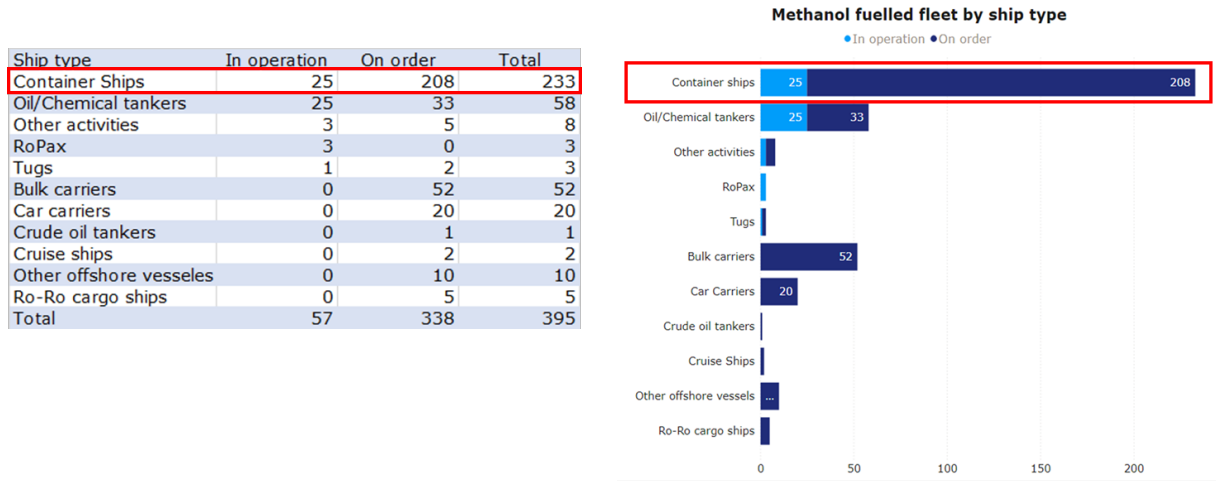 Ship type In operation On order Total
Container Ships 25 208 233
Oil/Chemical tankers 25 33 58
Other activities 3 5 8
RoPax 3 0 3
Tugs 1 2 3
Bulk carriers 0 52 52
Car carriers 0 20 20
Crude oil tankers 0 1 1
Cruise ships 0 2 2
Other offshore vesseles 0 10 10
Ro-Ro cargo ships 0 5 5
Total 57 338 395
Methanol fuelled fleet by ship type
In operation On order
Container ships 25 208
Oil/Chemical tankers 25 33
Other activities
RoPax
Tugs
Bulk carriers 52
Car Carriers 20
Crude oil tankers
Cruise Ships
Other offshore vessels ...
Ro-Ro cargo ships
0 50 100 150 200